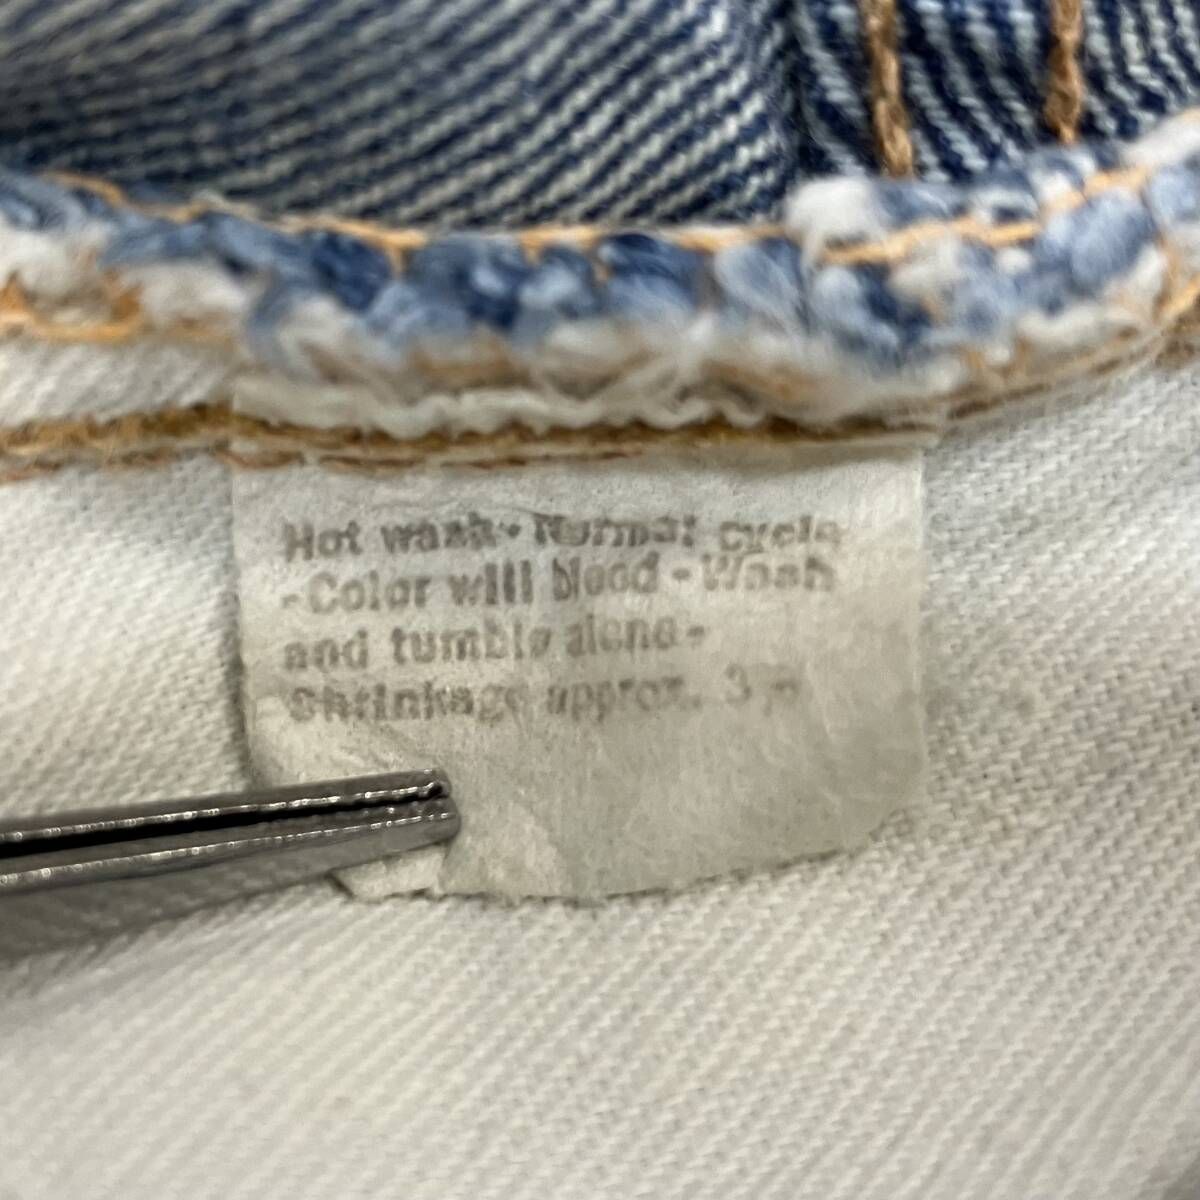 Hot wash - Normal cycle
- Color will bleed - Wash
and tumble alone -
Shrinkage approx. 3